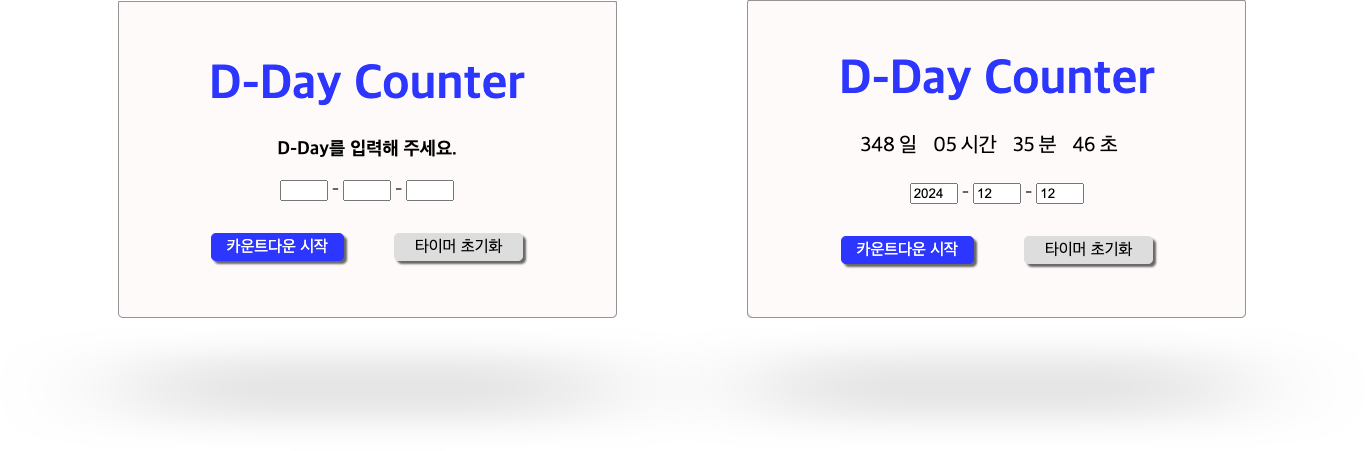 D-Day Counter
D-Day를 입력해 주세요.
- -
카운트다운 시작 타이머 초기화
D-Day Counter
348 일 05 시간 35 분 46 초
2024 - 12 - 12
카운트다운 시작 타이머 초기화